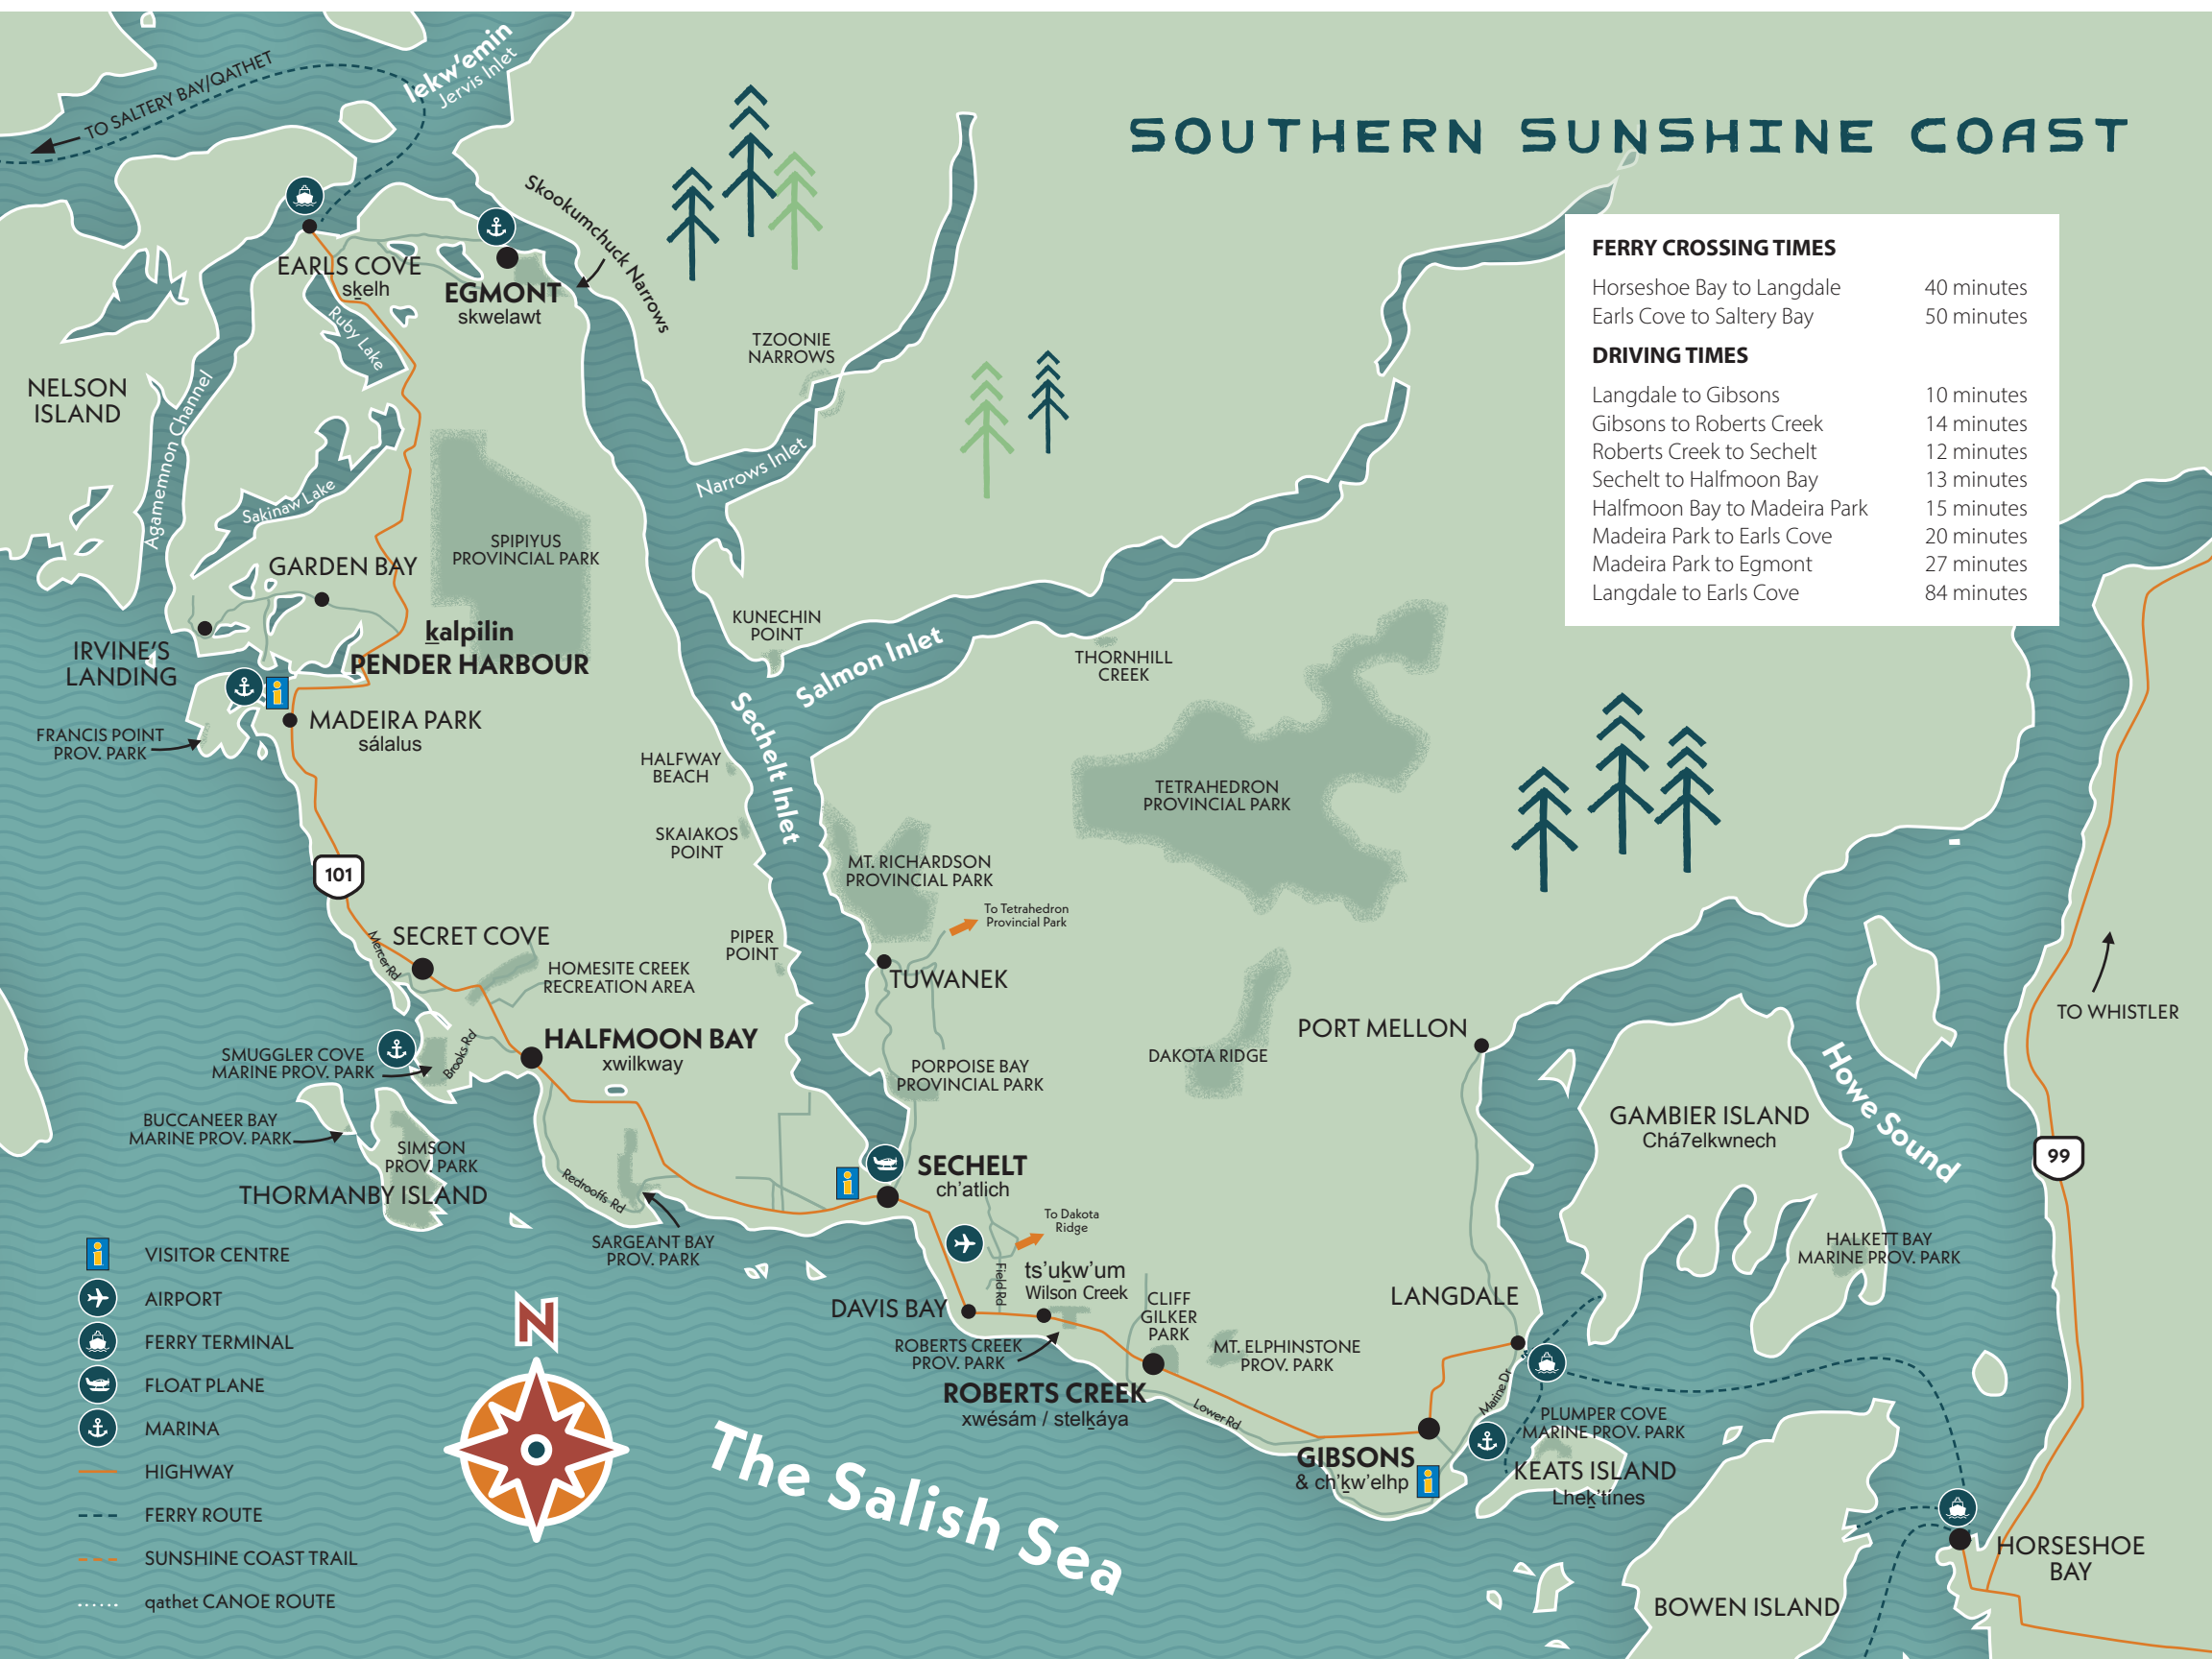 SOUTHERN SUNSHINE COAST
TO SALTERY BAY/QATHET
lekw'emin
Jervis Inlet
Skookumchuck Narrows
EARLS COVE
sḵelh
EGMONT
skwelawt
Ruby Lake
TZOONIE
NARROWS
NELSON
ISLAND
Agamemnon Channel
Sakinaw Lake
Narrows Inlet
SPIPIYUS
PROVINCIAL PARK
GARDEN BAY
ḵalpilin
PENDER HARBOUR
IRVINE'S
LANDING
MADEIRA PARK
sálalus
FRANCIS POINT
PROV. PARK
KUNECHIN
POINT
Salmon Inlet
THORNHILL
CREEK
Sechelt Inlet
HALFWAY
BEACH
SKAIAKOS
POINT
TETRAHEDRON
PROVINCIAL PARK
MT. RICHARDSON
PROVINCIAL PARK
To Tetrahedron
Provincial Park
101
SECRET COVE
Mercer Rd
HOMESITE CREEK
RECREATION AREA
PIPER
POINT
TUWANEK
HALFMOON BAY
xwilkway
SMUGGLER COVE
MARINE PROV. PARK
Brooks Rd
BUCCANEER BAY
MARINE PROV. PARK
SIMSON
PROV. PARK
THORMANBY ISLAND
Redrooffs Rd
SARGEANT BAY
PROV. PARK
PORPOISE BAY
PROVINCIAL PARK
DAKOTA RIDGE
PORT MELLON
SECHELT
ch'atlich
To Dakota
Ridge
Field Rd
ts'uḵw'um
Wilson Creek
DAVIS BAY
ROBERTS CREEK
PROV. PARK
CLIFF
GILKER
PARK
MT. ELPHINSTONE
PROV. PARK
ROBERTS CREEK
xwésám / stelḵáya
Lower Rd
LANGDALE
Marine Dr
GIBSONS
& ch'ḵw'elhp
PLUMPER COVE
MARINE PROV. PARK
KEATS ISLAND
Lheḵ'tínes
GAMBIER ISLAND
Chá7elkwnech
Howe Sound
HALKETT BAY
MARINE PROV. PARK
TO WHISTLER
99
HORSESHOE
BAY
BOWEN ISLAND
The Salish Sea
N
FERRY CROSSING TIMES
Horseshoe Bay to Langdale 40 minutes
Earls Cove to Saltery Bay 50 minutes
DRIVING TIMES
Langdale to Gibsons 10 minutes
Gibsons to Roberts Creek 14 minutes
Roberts Creek to Sechelt 12 minutes
Sechelt to Halfmoon Bay 13 minutes
Halfmoon Bay to Madeira Park 15 minutes
Madeira Park to Earls Cove 20 minutes
Madeira Park to Egmont 27 minutes
Langdale to Earls Cove 84 minutes
VISITOR CENTRE
AIRPORT
FERRY TERMINAL
FLOAT PLANE
MARINA
HIGHWAY
FERRY ROUTE
SUNSHINE COAST TRAIL
qathet CANOE ROUTE